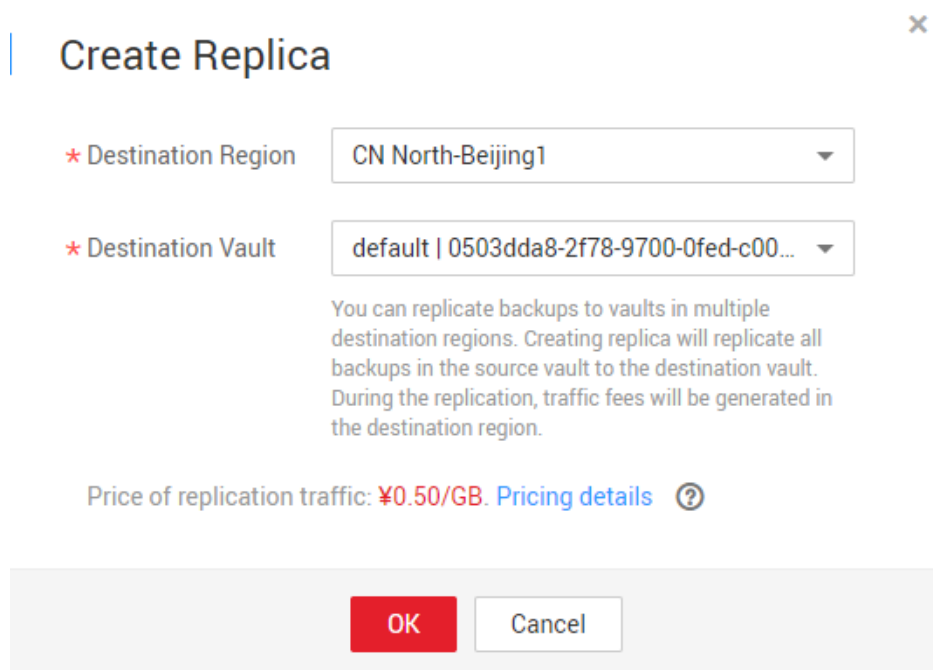 Create Replica
* Destination Region CN North-Beijing1
* Destination Vault default | 0503dda8-2f78-9700-0fed-c00...
You can replicate backups to vaults in multiple
destination regions. Creating replica will replicate all
backups in the source vault to the destination vault.
During the replication, traffic fees will be generated in
the destination region.
Price of replication traffic: ¥0.50/GB. Pricing details ?
OK Cancel